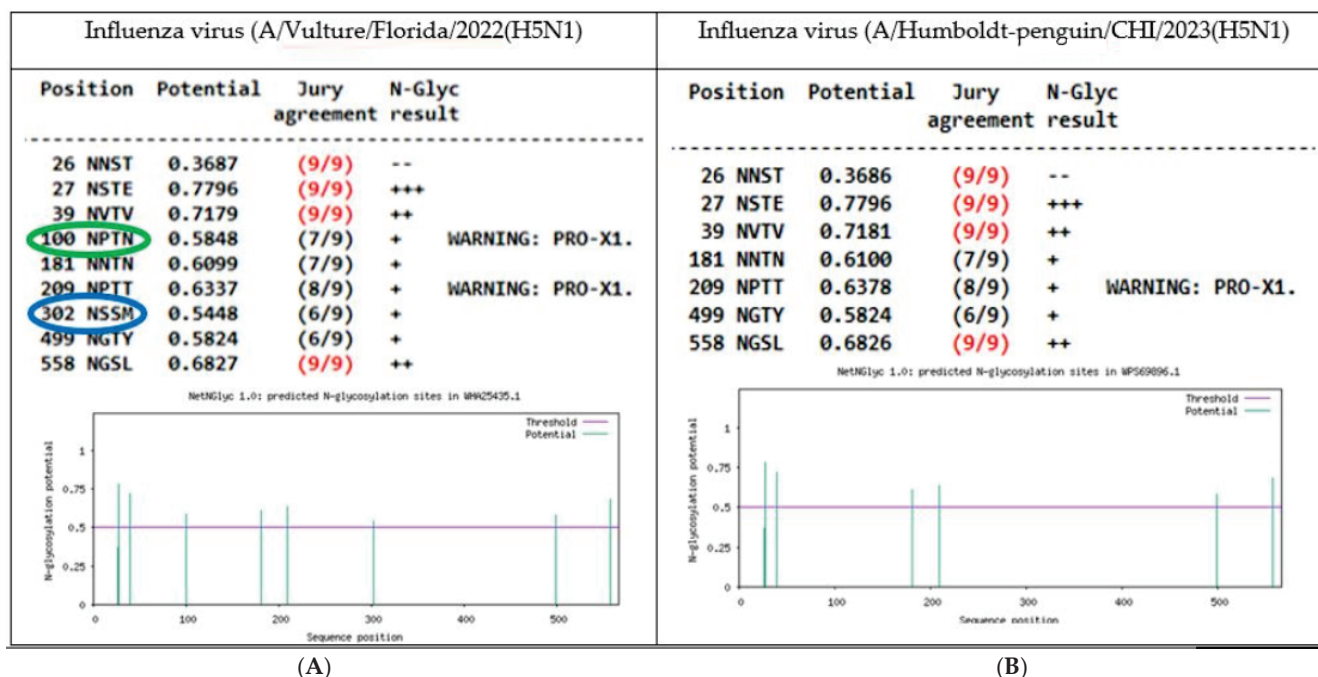 Influenza virus (A/Vulture/Florida/2022(H5N1)
Position Potential Jury N-Glyc
agreement result
26 NNST 0.3687 (9/9) --
27 NSTE 0.7796 (9/9) +++
39 NVTV 0.7179 (9/9) ++
100 NPTN 0.5848 (7/9) + WARNING: PRO-X1.
181 NNTN 0.6099 (7/9) +
209 NPTT 0.6337 (8/9) + WARNING: PRO-X1.
302 NSSM 0.5448 (6/9) +
499 NGTY 0.5824 (6/9) +
558 NGSL 0.6827 (9/9) ++
NetNGlyc 1.0: predicted N-glycosylation sites in WHA25435.1
Threshold
Potential
N-glycosylation potential
1
0.75
0.5
0.25
0
0 100 200 300 400 500
Sequence position
(A)
Influenza virus (A/Humboldt-penguin/CHI/2023(H5N1)
Position Potential Jury N-Glyc
agreement result
26 NNST 0.3686 (9/9) --
27 NSTE 0.7796 (9/9) +++
39 NVTV 0.7181 (9/9) ++
181 NNTN 0.6100 (7/9) +
209 NPTT 0.6378 (8/9) + WARNING: PRO-X1.
499 NGTY 0.5824 (6/9) +
558 NGSL 0.6826 (9/9) ++
NetNGlyc 1.0: predicted N-glycosylation sites in WPS69896.1
Threshold
Potential
N-glycosylation potential
1
0.75
0.5
0.25
0
0 100 200 300 400 500
Sequence position
(B)